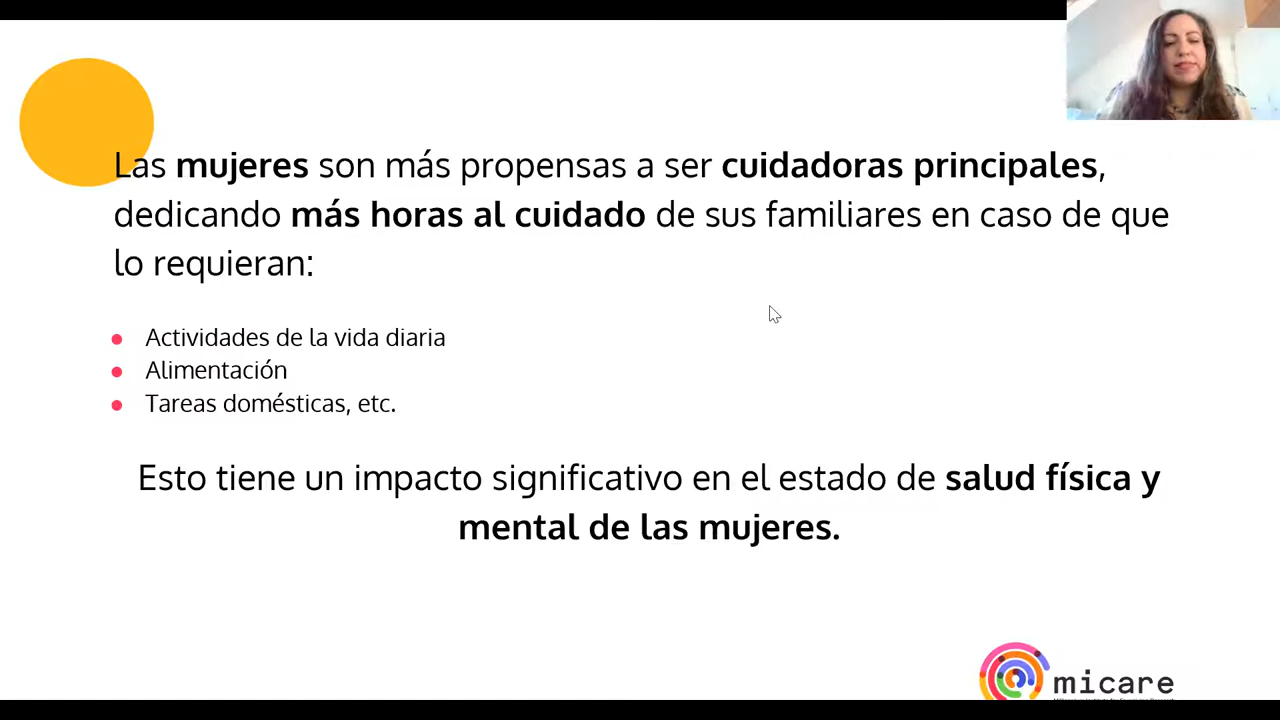 Las mujeres son más propensas a ser cuidadoras principales,
dedicando más horas al cuidado de sus familiares en caso de que
lo requieran:
Actividades de la vida diaria
Alimentación
Tareas domésticas, etc.
Esto tiene un impacto significativo en el estado de salud física y
mental de las mujeres.
micare